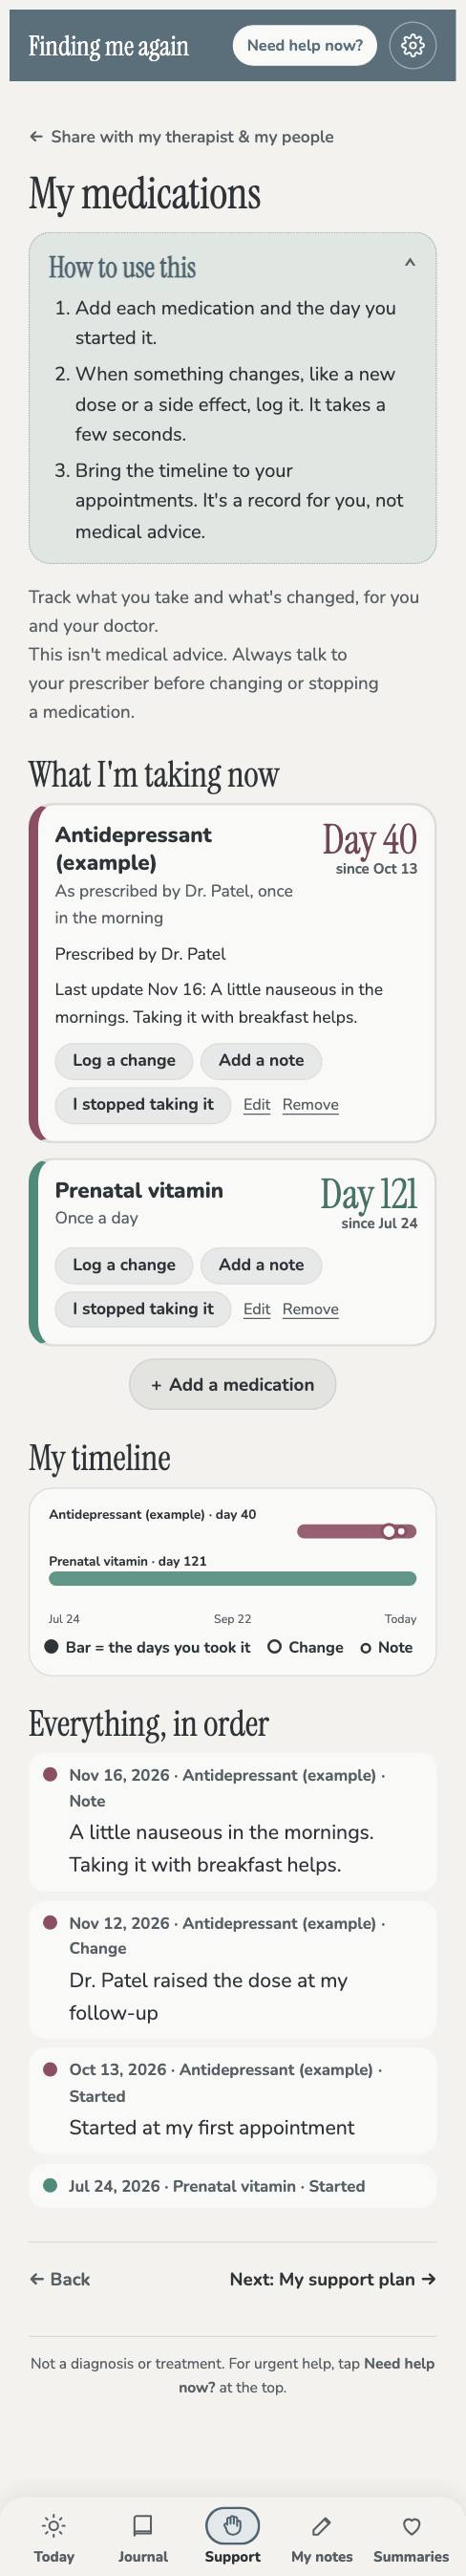 Finding me again
Need help now?
← Share with my therapist & my people
My medications
How to use this
1. Add each medication and the day you
started it.
2. When something changes, like a new
dose or a side effect, log it. It takes a
few seconds.
3. Bring the timeline to your
appointments. It's a record for you, not
medical advice.
Track what you take and what's changed, for you
and your doctor.
This isn't medical advice. Always talk to
your prescriber before changing or stopping
a medication.
What I'm taking now
Antidepressant
(example)
Day 40
since Oct 13
As prescribed by Dr. Patel, once
in the morning
Prescribed by Dr. Patel
Last update Nov 16: A little nauseous in the
mornings. Taking it with breakfast helps.
Log a change
Add a note
I stopped taking it
Edit
Remove
Prenatal vitamin
Day 121
Once a day
since Jul 24
Log a change
Add a note
I stopped taking it
Edit
Remove
+ Add a medication
My timeline
Antidepressant (example) · day 40
Prenatal vitamin · day 121
Jul 24
Sep 22
Today
Bar = the days you took it
Change
Note
Everything, in order
Nov 16, 2026 · Antidepressant (example) ·
Note
A little nauseous in the mornings.
Taking it with breakfast helps.
Nov 12, 2026 · Antidepressant (example) ·
Change
Dr. Patel raised the dose at my
follow-up
Oct 13, 2026 · Antidepressant (example) ·
Started
Started at my first appointment
Jul 24, 2026 · Prenatal vitamin · Started
← Back
Next: My support plan →
Not a diagnosis or treatment. For urgent help, tap Need help
now? at the top.
Today
Journal
Support
My notes
Summaries